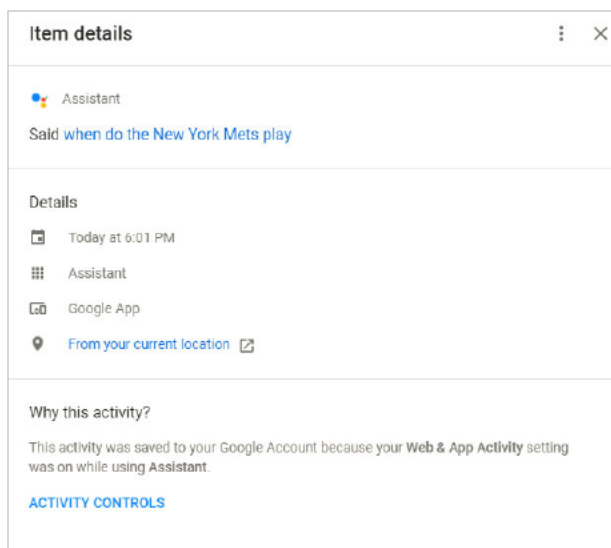 Item details
Assistant
Said when do the New York Mets play
Details
Today at 6:01 PM
Assistant
Google App
From your current location
Why this activity?
This activity was saved to your Google Account because your Web & App Activity setting
was on while using Assistant.
ACTIVITY CONTROLS